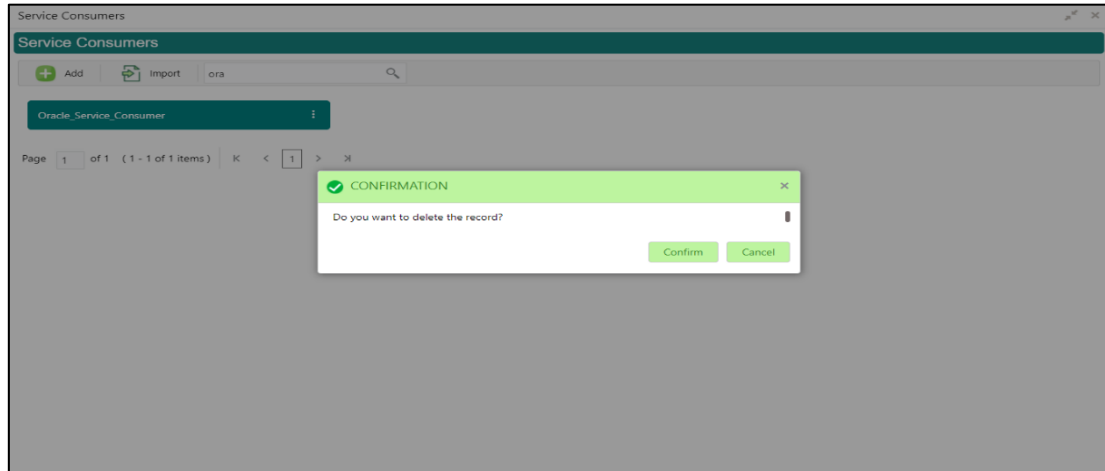 Service Consumers
Service Consumers
Add Import ora
Oracle_Service_Consumer
Page 1 of 1 (1 - 1 of 1 items) K < 1 > Ʞ
CONFIRMATION
Do you want to delete the record?
Confirm Cancel